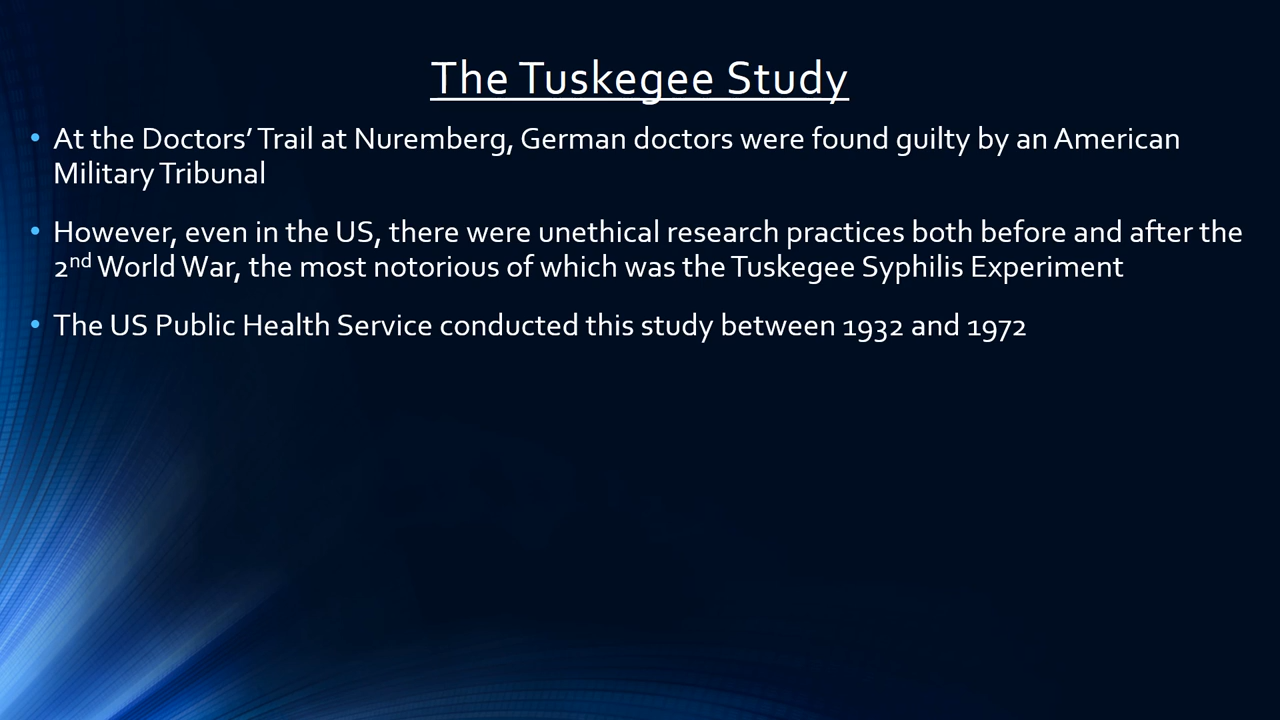 The Tuskegee Study
• At the Doctors’ Trail at Nuremberg, German doctors were found guilty by an American
Military Tribunal
• However, even in the US, there were unethical research practices both before and after the
2nd World War, the most notorious of which was the Tuskegee Syphilis Experiment
• The US Public Health Service conducted this study between 1932 and 1972